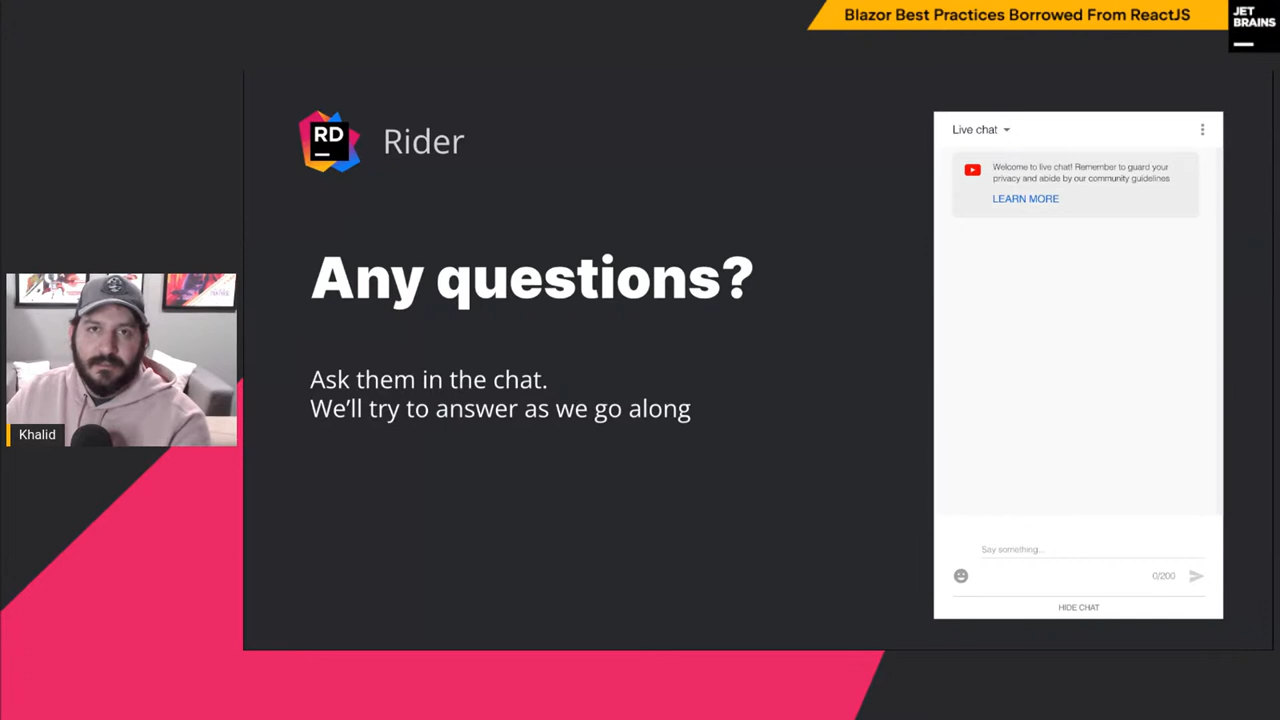 Blazor Best Practices Borrowed From ReactJS
JET
BRAINS
RD
Rider
Any questions?
Ask them in the chat.
We'll try to answer as we go along
Khalid
Live chat
Welcome to live chat! Remember to guard your
privacy and abide by our community guidelines
LEARN MORE
Say something...
0/200
HIDE CHAT